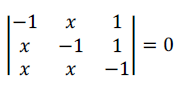 |−1 x 1|
|x −1 1| = 0
|x x −1|